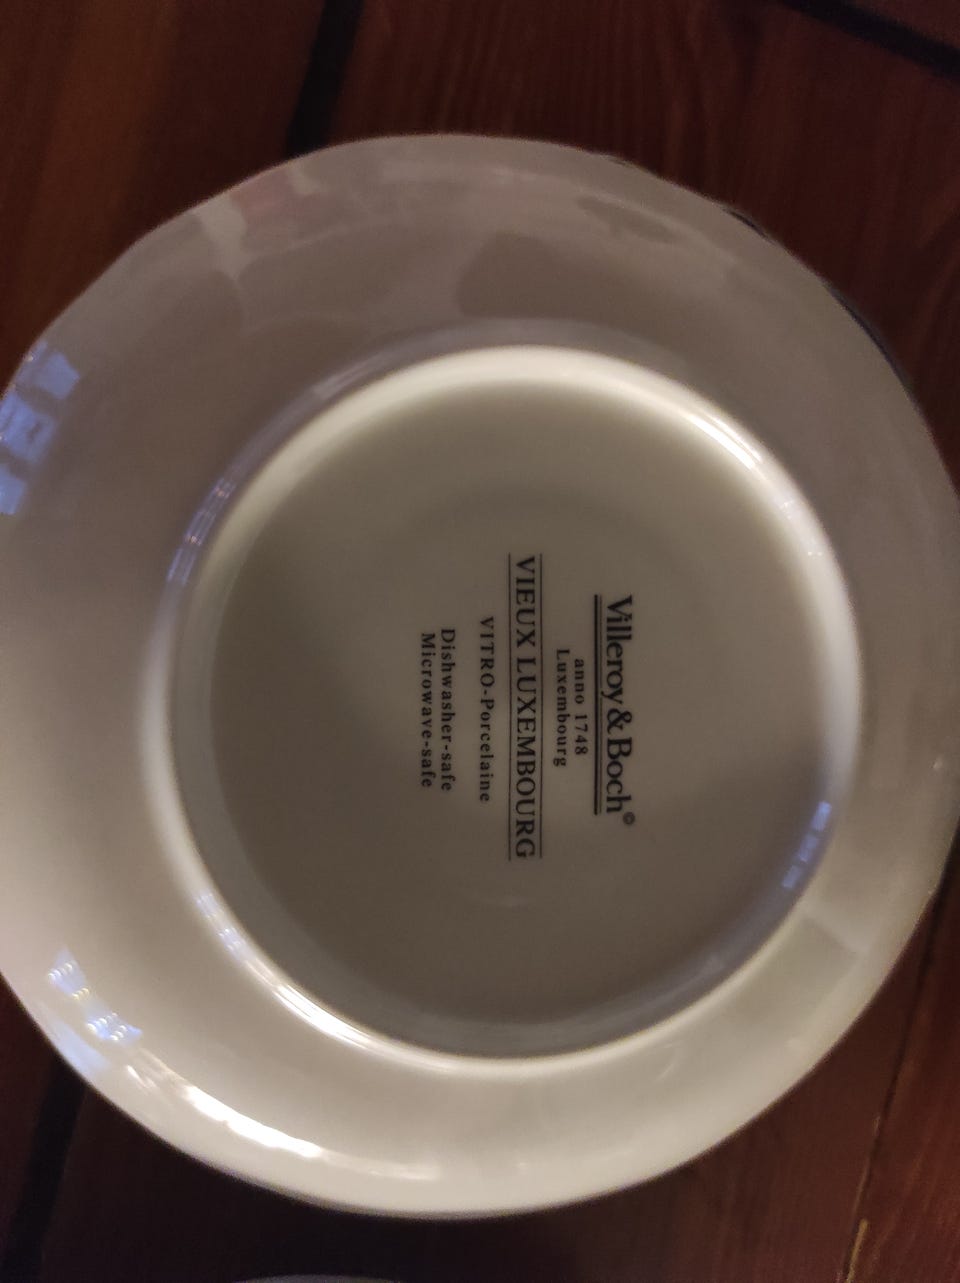 Villeroy & Boch©
anno 1748
Luxembourg
VIEUX LUXEMBOURG
VITRO-Porcelaine
Dishwasher-safe
Microwave-safe